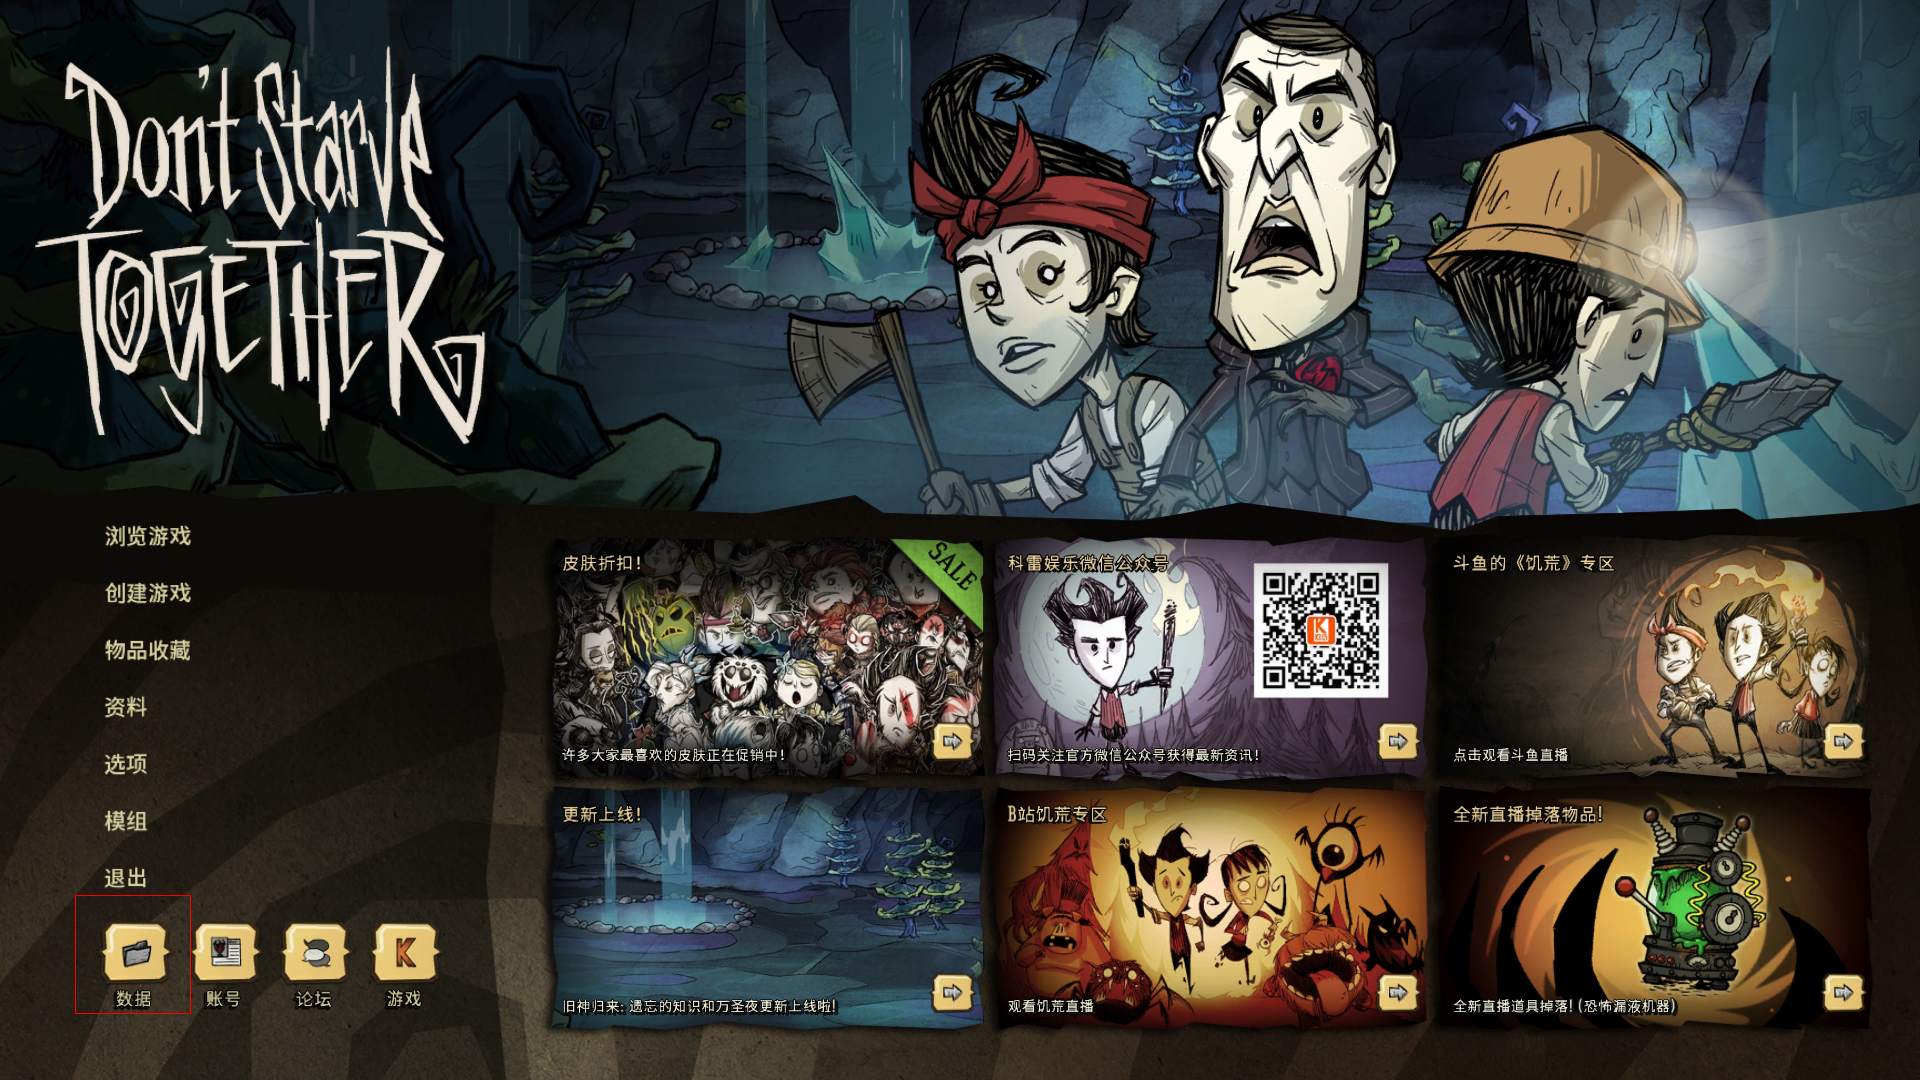 Don't Starve
TOGETHER
浏览游戏
创建游戏
物品收藏
资料
选项
模组
退出
数据
账号
论坛
游戏
皮肤折扣!
SALE
许多大家最喜欢的皮肤正在促销中!
科雷娱乐微信公众号
扫码关注官方微信公众号获得最新资讯!
斗鱼的《饥荒》专区
点击观看斗鱼直播
更新上线!
旧神归来: 遗忘的知识和万圣夜更新上线啦!
B站饥荒专区
观看饥荒直播
全新直播掉落物品!
全新直播道具掉落! (恐怖漏液机器)